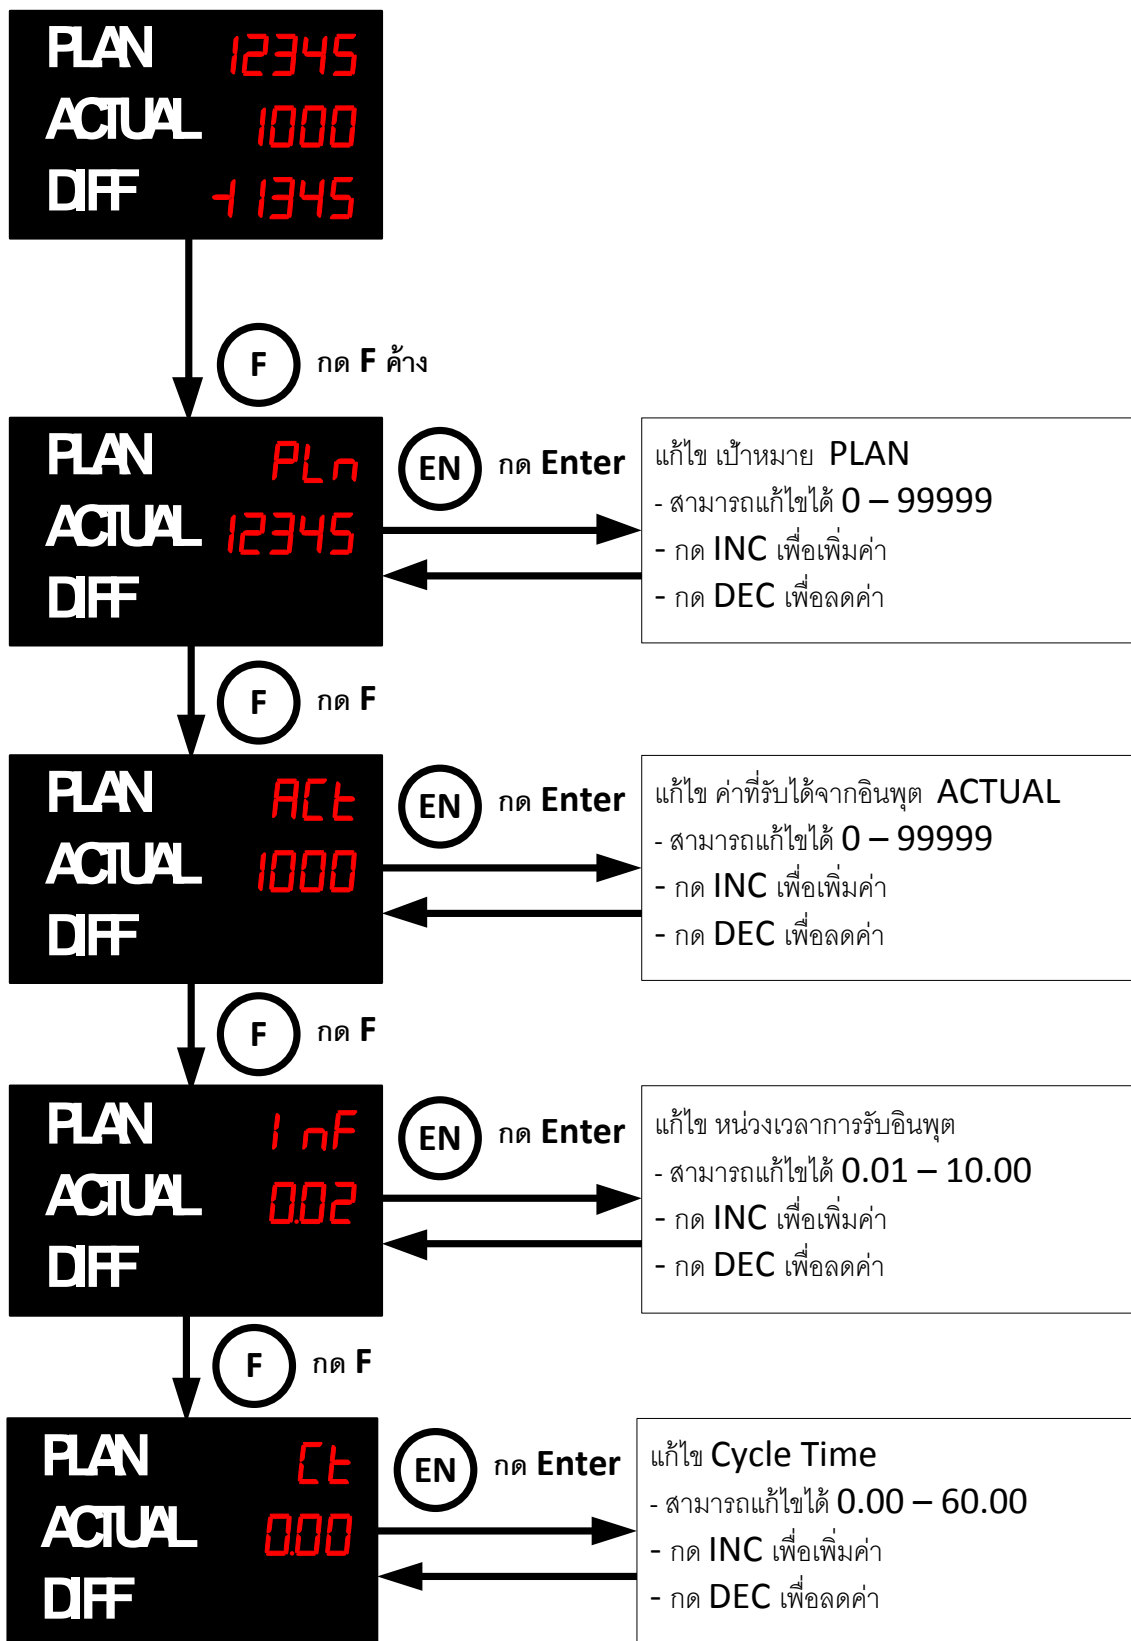 PLAN 12345
ACTUAL 1000
DIFF -11345
F กด F ค้าง
PLAN PLn
ACTUAL 12345
DIFF
EN กด Enter
แก้ไข เป้าหมาย PLAN
- สามารถแก้ไขได้ 0 – 99999
- กด INC เพื่อเพิ่มค่า
- กด DEC เพื่อลดค่า
F กด F
PLAN ACt
ACTUAL 1000
DIFF
EN กด Enter
แก้ไข ค่าที่รับได้จากอินพุต ACTUAL
- สามารถแก้ไขได้ 0 – 99999
- กด INC เพื่อเพิ่มค่า
- กด DEC เพื่อลดค่า
F กด F
PLAN InF
ACTUAL 0.02
DIFF
EN กด Enter
แก้ไข หน่วงเวลาการรับอินพุต
- สามารถแก้ไขได้ 0.01 – 10.00
- กด INC เพื่อเพิ่มค่า
- กด DEC เพื่อลดค่า
F กด F
PLAN Ct
ACTUAL 0.00
DIFF
EN กด Enter
แก้ไข Cycle Time
- สามารถแก้ไขได้ 0.00 – 60.00
- กด INC เพื่อเพิ่มค่า
- กด DEC เพื่อลดค่า